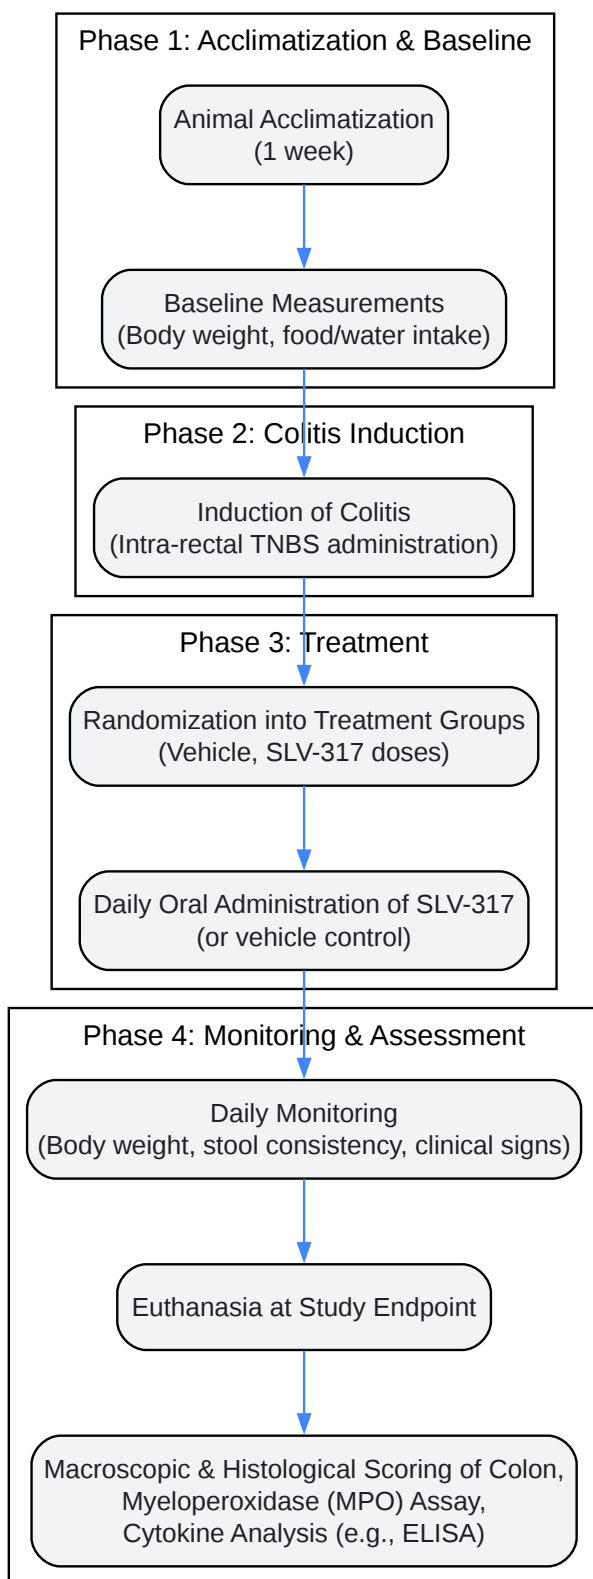 Phase 1: Acclimatization & Baseline
Animal Acclimatization
(1 week)
Baseline Measurements
(Body weight, food/water intake)
Phase 2: Colitis Induction
Induction of Colitis
(Intra-rectal TNBS administration)
Phase 3: Treatment
Randomization into Treatment Groups
(Vehicle, SLV-317 doses)
Daily Oral Administration of SLV-317
(or vehicle control)
Phase 4: Monitoring & Assessment
Daily Monitoring
(Body weight, stool consistency, clinical signs)
Euthanasia at Study Endpoint
Macroscopic & Histological Scoring of Colon,
Myeloperoxidase (MPO) Assay,
Cytokine Analysis (e.g., ELISA)